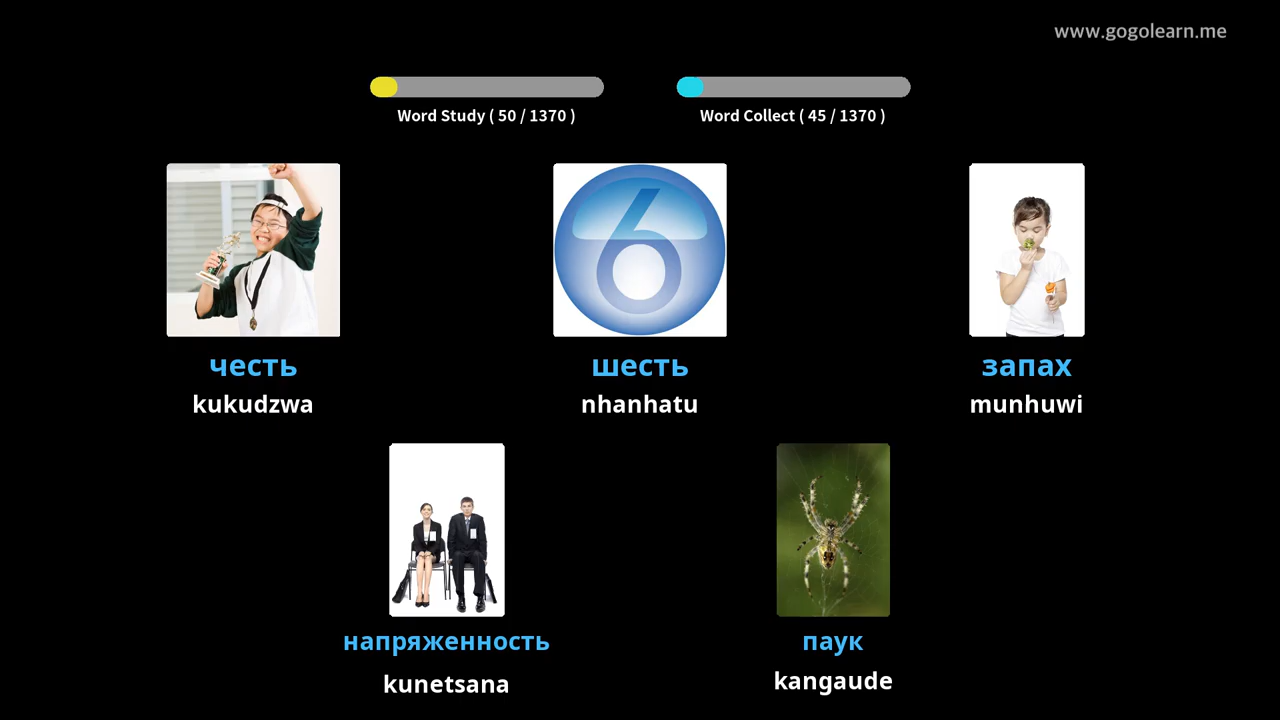 www.gogolearn.me
Word Study ( 50 / 1370 )
Word Collect ( 45 / 1370 )
6
честь
kukudzwa
шесть
nhanhatu
запах
munhuwi
напряженность
kunetsana
паук
kangaude